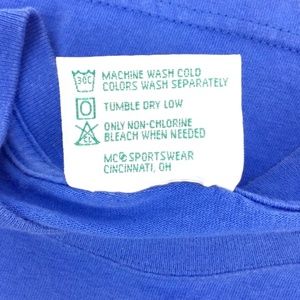 30C MACHINE WASH COLD
COLORS WASH SEPARATELY
TUMBLE DRY LOW
ONLY NON-CHLORINE
BLEACH WHEN NEEDED
MCC SPORTSWEAR
CINCINNATI, OH